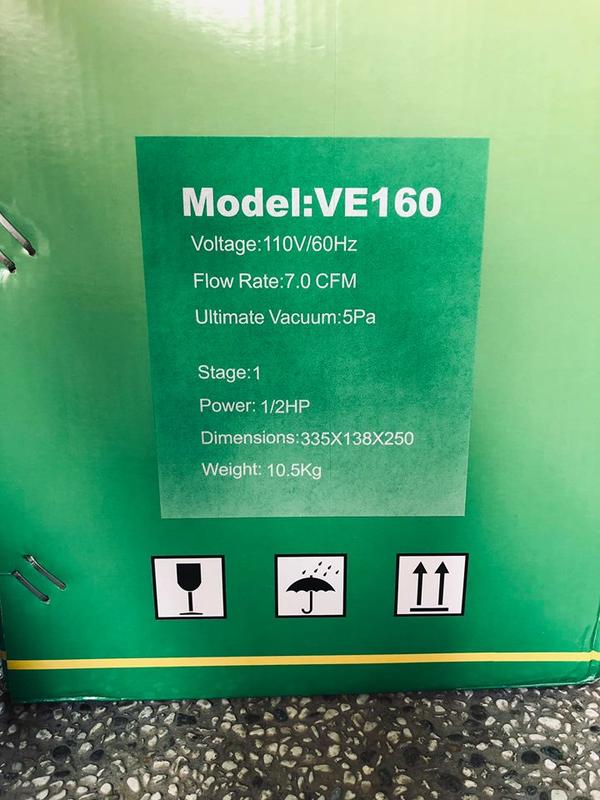 Model:VE160
Voltage:110V/60Hz
Flow Rate:7.0 CFM
Ultimate Vacuum:5Pa
Stage:1
Power: 1/2HP
Dimensions:335X138X250
Weight: 10.5Kg